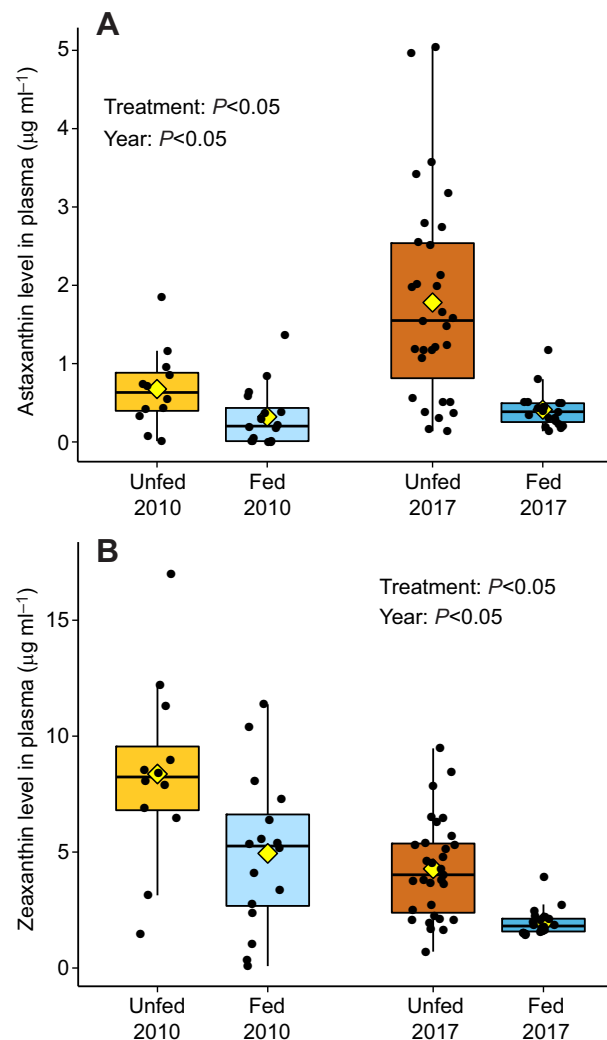 A
Astaxanthin level in plasma (µg ml⁻¹)
5
4
3
2
1
0
Treatment: P<0.05
Year: P<0.05
Unfed Fed Unfed Fed
2010 2010 2017 2017
B
Zeaxanthin level in plasma (µg ml⁻¹)
15
10
5
0
Treatment: P<0.05
Year: P<0.05
Unfed Fed Unfed Fed
2010 2010 2017 2017